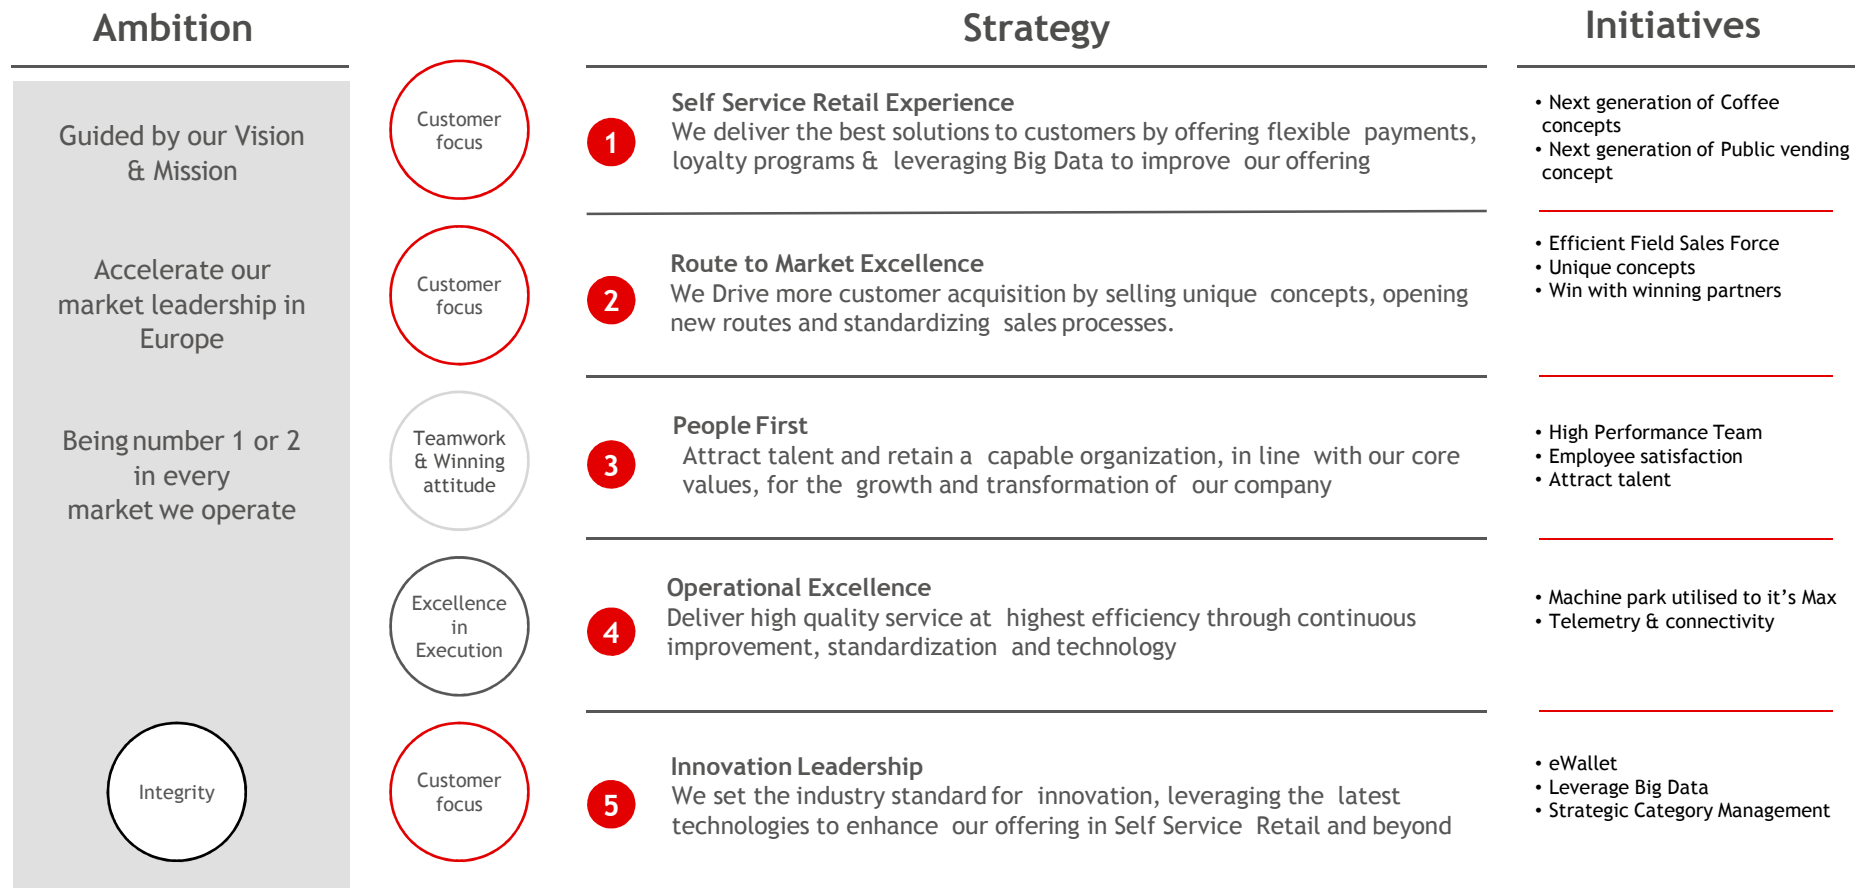 Ambition
Strategy
Initiatives
Guided by our Vision
& Mission
Accelerate our
market leadership in
Europe
Being number 1 or 2
in every
market we operate
Integrity
Customer
focus
1
Self Service Retail Experience
We deliver the best solutions to customers by offering flexible payments,
loyalty programs & leveraging Big Data to improve our offering
• Next generation of Coffee
concepts
• Next generation of Public vending
concept
Customer
focus
2
Route to Market Excellence
We Drive more customer acquisition by selling unique concepts, opening
new routes and standardizing sales processes.
• Efficient Field Sales Force
• Unique concepts
• Win with winning partners
Teamwork
& Winning
attitude
3
People First
Attract talent and retain a capable organization, in line with our core
values, for the growth and transformation of our company
• High Performance Team
• Employee satisfaction
• Attract talent
Excellence
in
Execution
4
Operational Excellence
Deliver high quality service at highest efficiency through continuous
improvement, standardization and technology
• Machine park utilised to it’s Max
• Telemetry & connectivity
Customer
focus
5
Innovation Leadership
We set the industry standard for innovation, leveraging the latest
technologies to enhance our offering in Self Service Retail and beyond
• eWallet
• Leverage Big Data
• Strategic Category Management